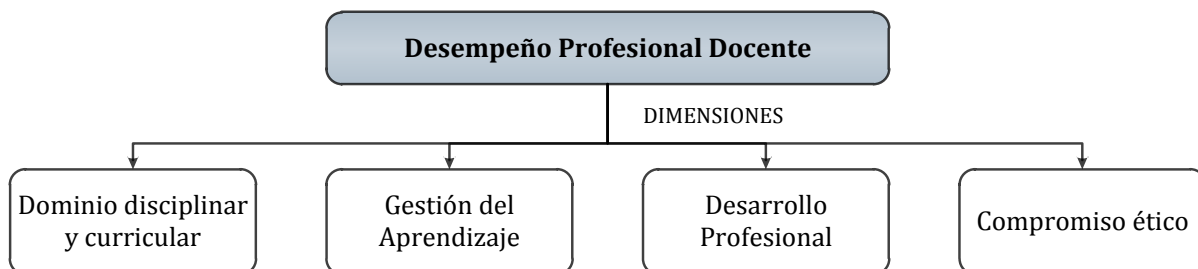 Desempeño Profesional Docente
DIMENSIONES
Dominio disciplinar
y curricular
Gestión del
Aprendizaje
Desarrollo
Profesional
Compromiso ético